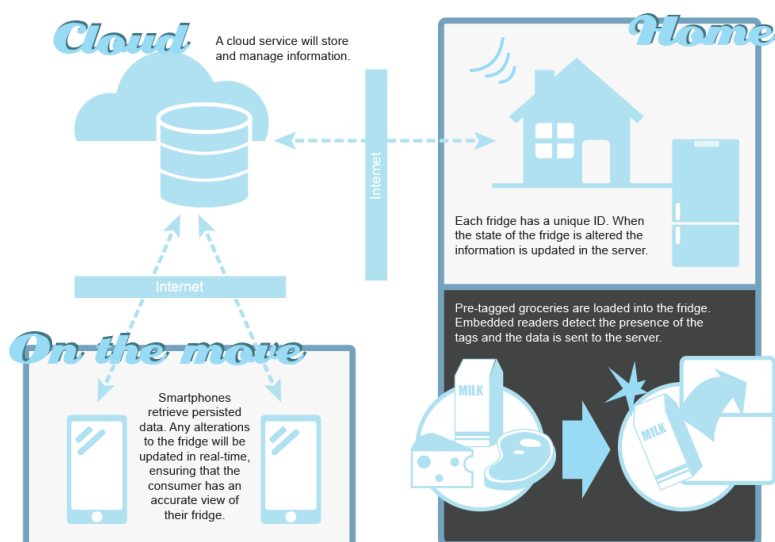 Cloud
A cloud service will store
and manage information.
Home
Internet
Each fridge has a unique ID. When
the state of the fridge is altered the
information is updated in the server.
Internet
Pre-tagged groceries are loaded into the fridge.
Embedded readers detect the presence of the
tags and the data is sent to the server.
MILK
MILK
On the move
Smartphones
retrieve persisted
data. Any alterations
to the fridge will be
updated in real-time,
ensuring that the
consumer has an
accurate view of
their fridge.